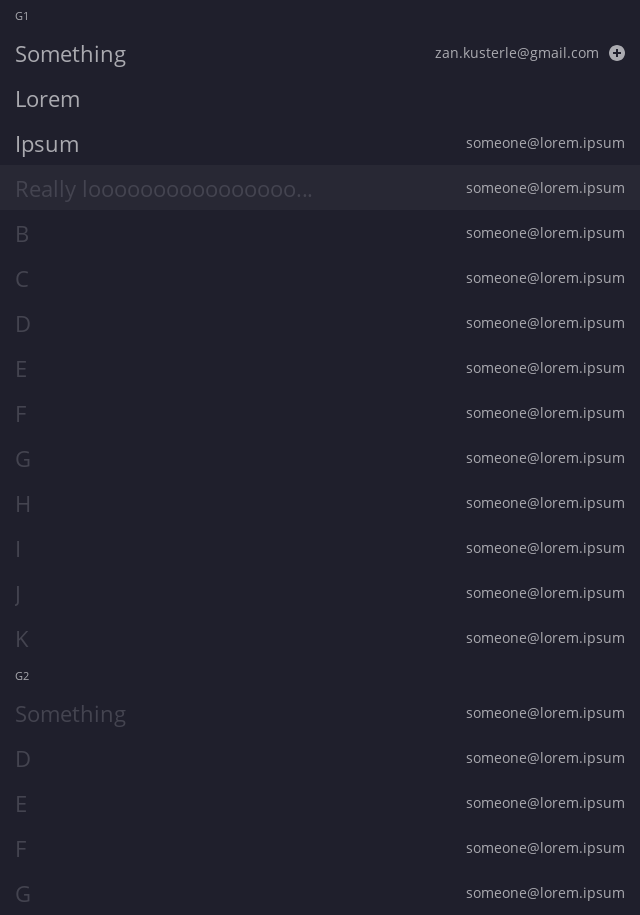 G1
Something zan.kusterle@gmail.com
Lorem
Ipsum someone@lorem.ipsum
Really loooooooooooooooo... someone@lorem.ipsum
B someone@lorem.ipsum
C someone@lorem.ipsum
D someone@lorem.ipsum
E someone@lorem.ipsum
F someone@lorem.ipsum
G someone@lorem.ipsum
H someone@lorem.ipsum
I someone@lorem.ipsum
J someone@lorem.ipsum
K someone@lorem.ipsum
G2
Something someone@lorem.ipsum
D someone@lorem.ipsum
E someone@lorem.ipsum
F someone@lorem.ipsum
G someone@lorem.ipsum